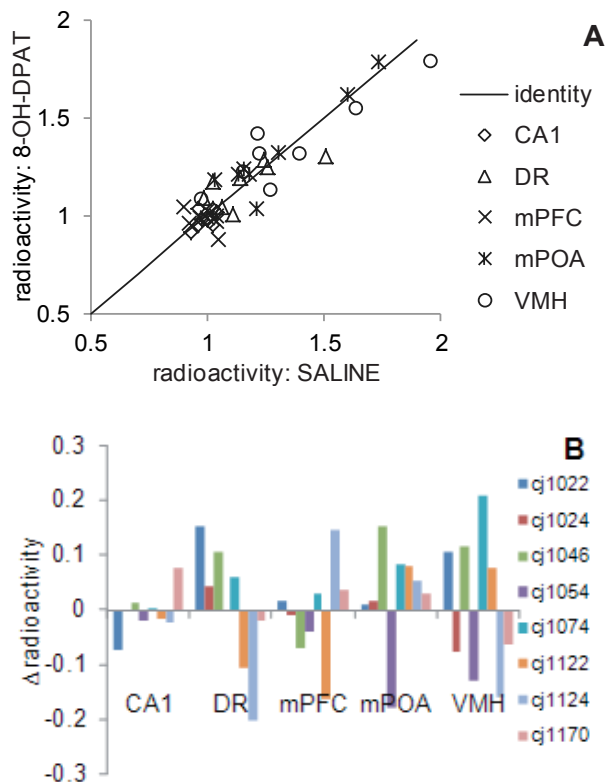 2
A
1.5
1
0.5
radioactivity: 8-OH-DPAT
0.5 1 1.5 2
radioactivity: SALINE
identity
CA1
DR
mPFC
mPOA
VMH
0.3
B
0.2
0.1
0
-0.1
-0.2
-0.3
Δ radioactivity
CA1 DR mPFC mPOA VMH
cj1022
cj1024
cj1046
cj1054
cj1074
cj1122
cj1124
cj1170